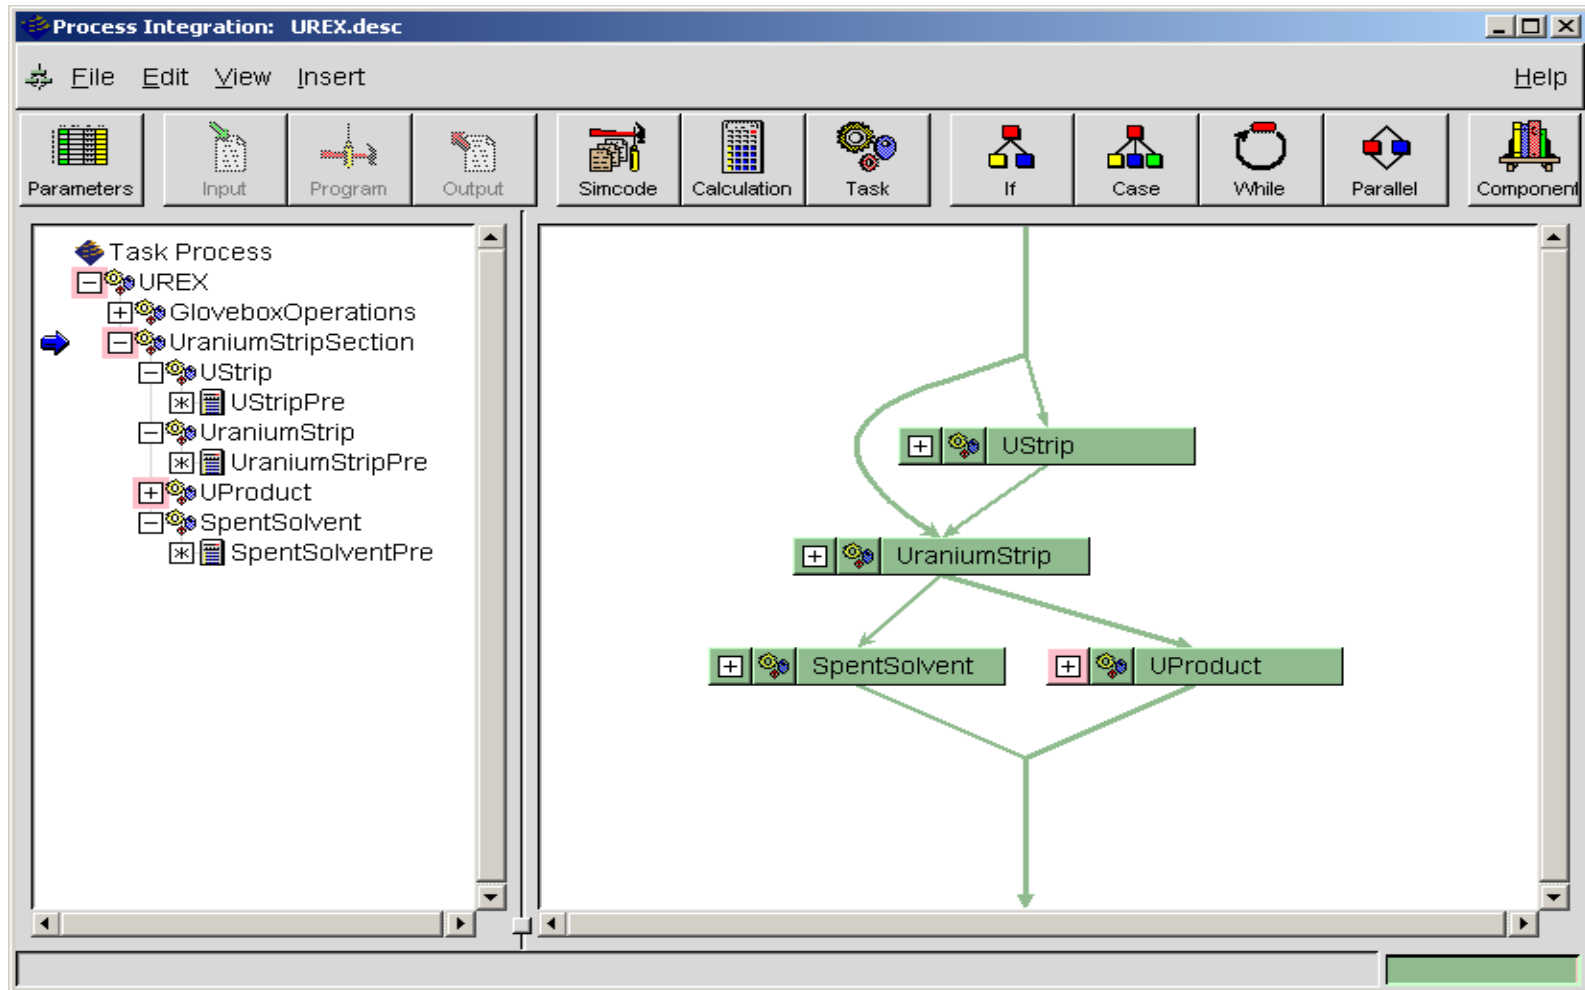 Process Integration: UREX.desc
File Edit View Insert Help
Parameters Input Program Output Simcode Calculation Task If Case While Parallel Component
Task Process
UREX
GloveboxOperations
UraniumStripSection
UStrip
UStripPre
UraniumStrip
UraniumStripPre
UProduct
SpentSolvent
SpentSolventPre
UStrip
UraniumStrip
SpentSolvent UProduct